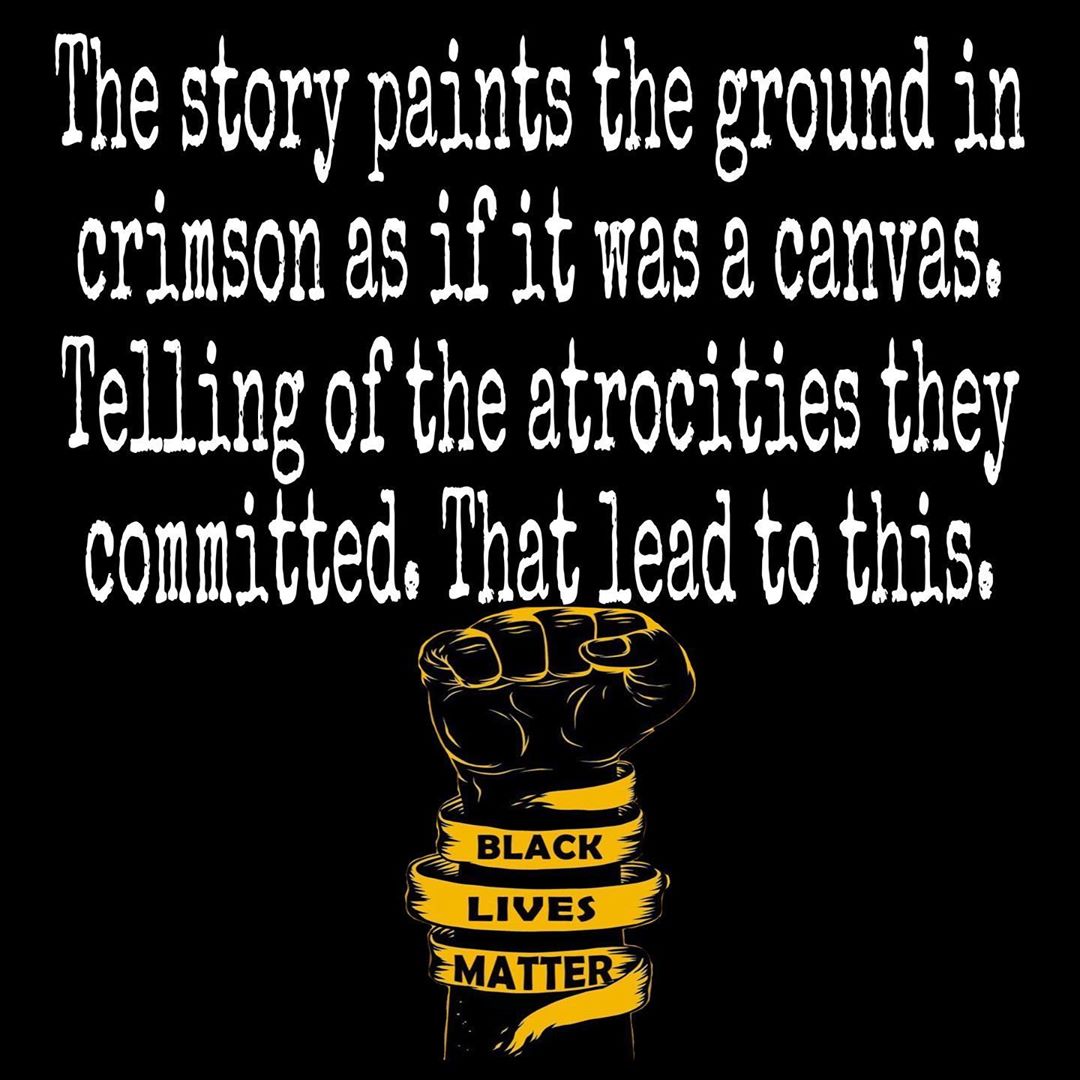 The story paints the ground in
crimson as if it was a canvas.
Telling of the atrocities they
committed. That lead to this.
BLACK
LIVES
MATTER